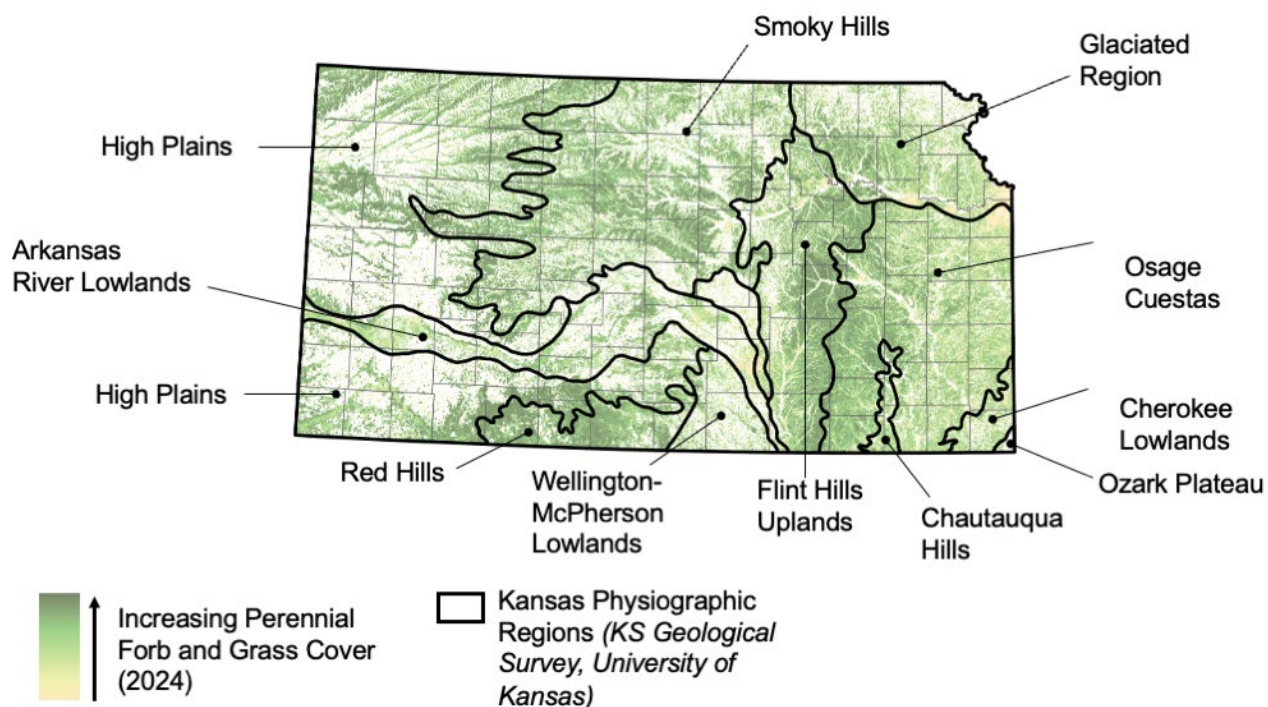 Smoky Hills
Glaciated
Region
High Plains
Arkansas
River Lowlands
Osage
Cuestas
High Plains
Cherokee
Lowlands
Red Hills
Wellington-
McPherson
Lowlands
Flint Hills
Uplands
Chautauqua
Hills
Ozark Plateau
Increasing Perennial
Forb and Grass Cover
(2024)
Kansas Physiographic
Regions (KS Geological
Survey, University of
Kansas)